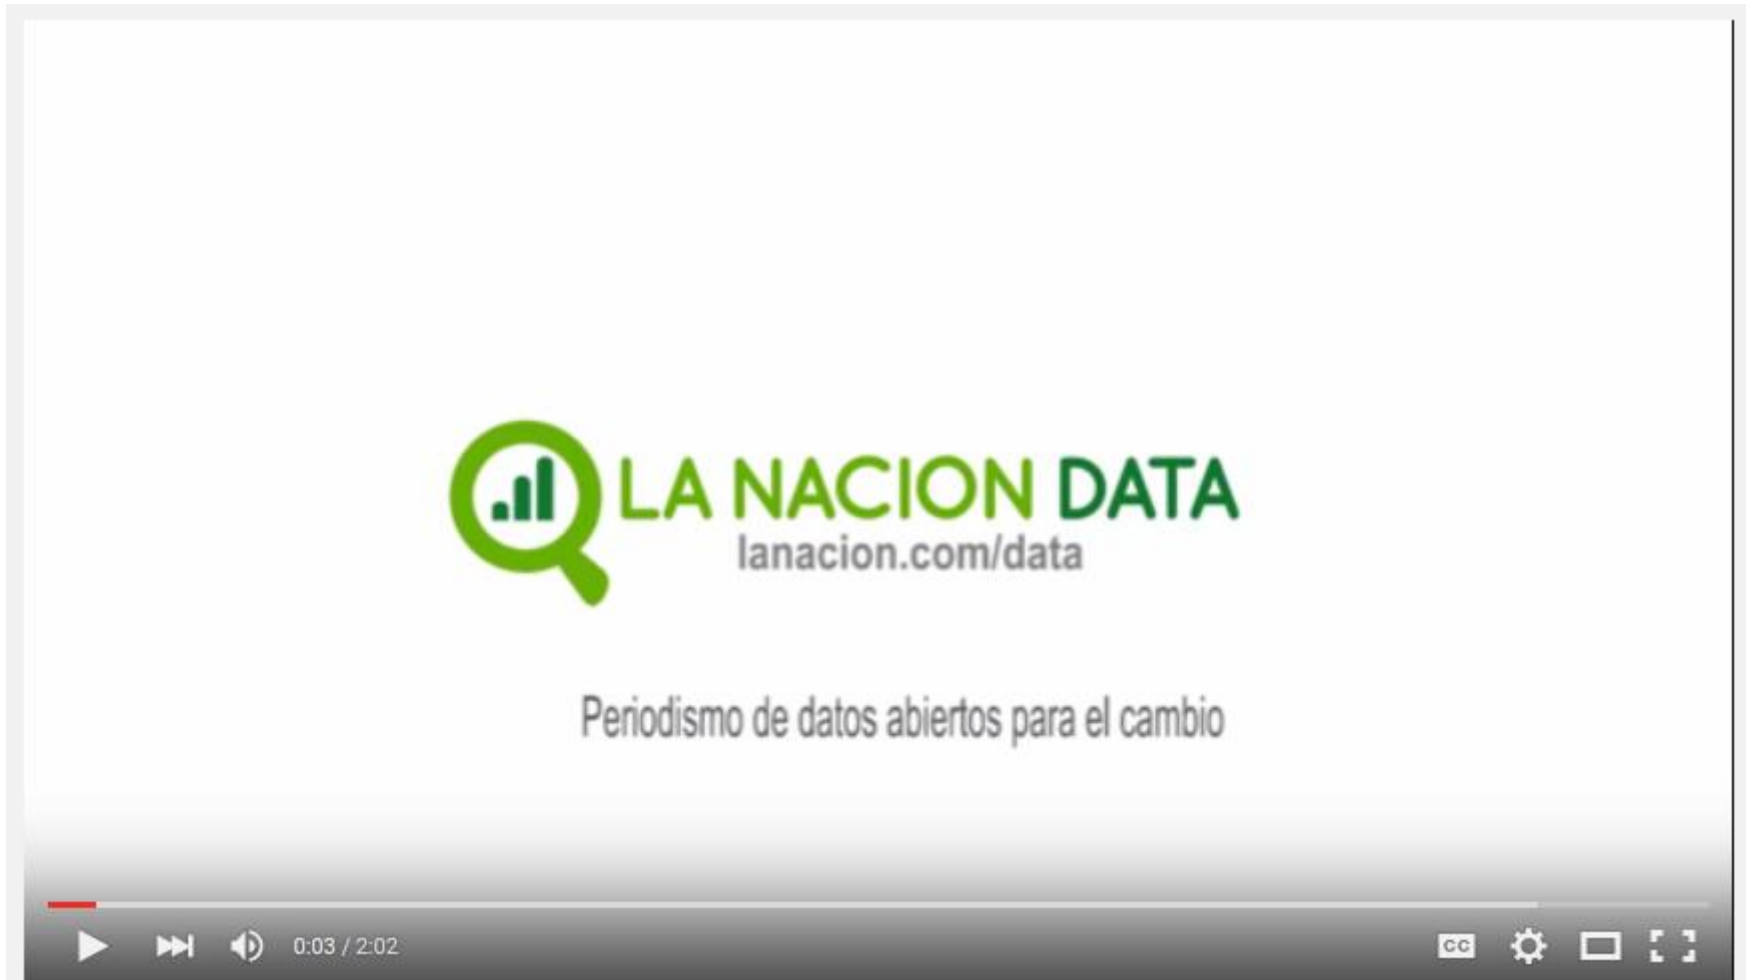 LA NACION DATA
lanacion.com/data
Periodismo de datos abiertos para el cambio
0:03 / 2:02
CC